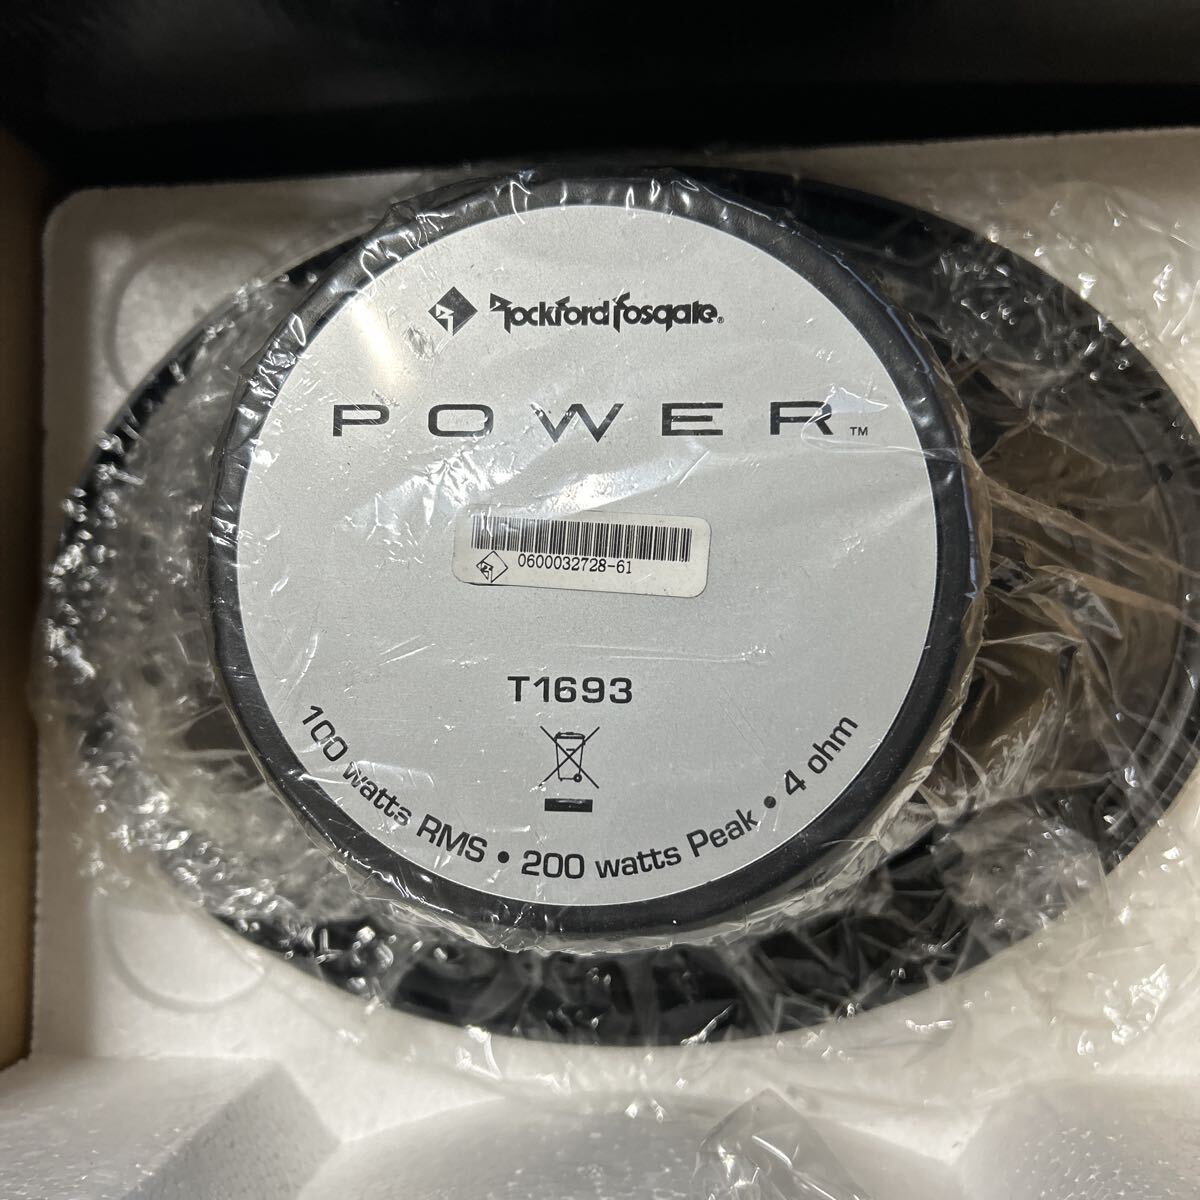 Rockford Fosgate®
POWER™
0600032728-61
T1693
100 watts RMS • 200 watts Peak • 4 ohm